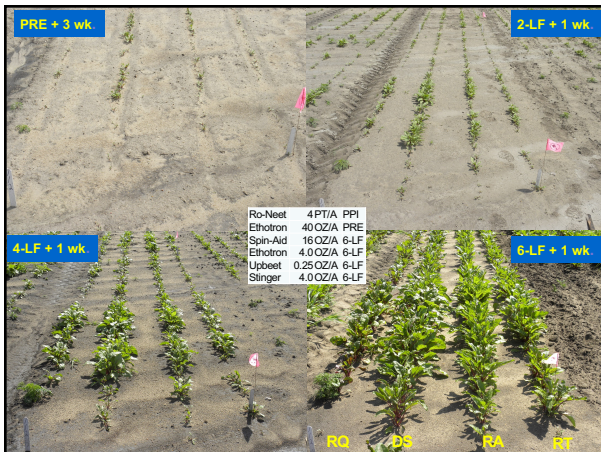 PRE + 3 wk.
2-LF + 1 wk.
Ro-Neet 4 PT/A PPI
Ethotron 40 OZ/A PRE
Spin-Aid 16 OZ/A 6-LF
Ethotron 4.0 OZ/A 6-LF
Upbeet 0.25 OZ/A 6-LF
Stinger 4.0 OZ/A 6-LF
4-LF + 1 wk.
6-LF + 1 wk.
RQ DS RA RT